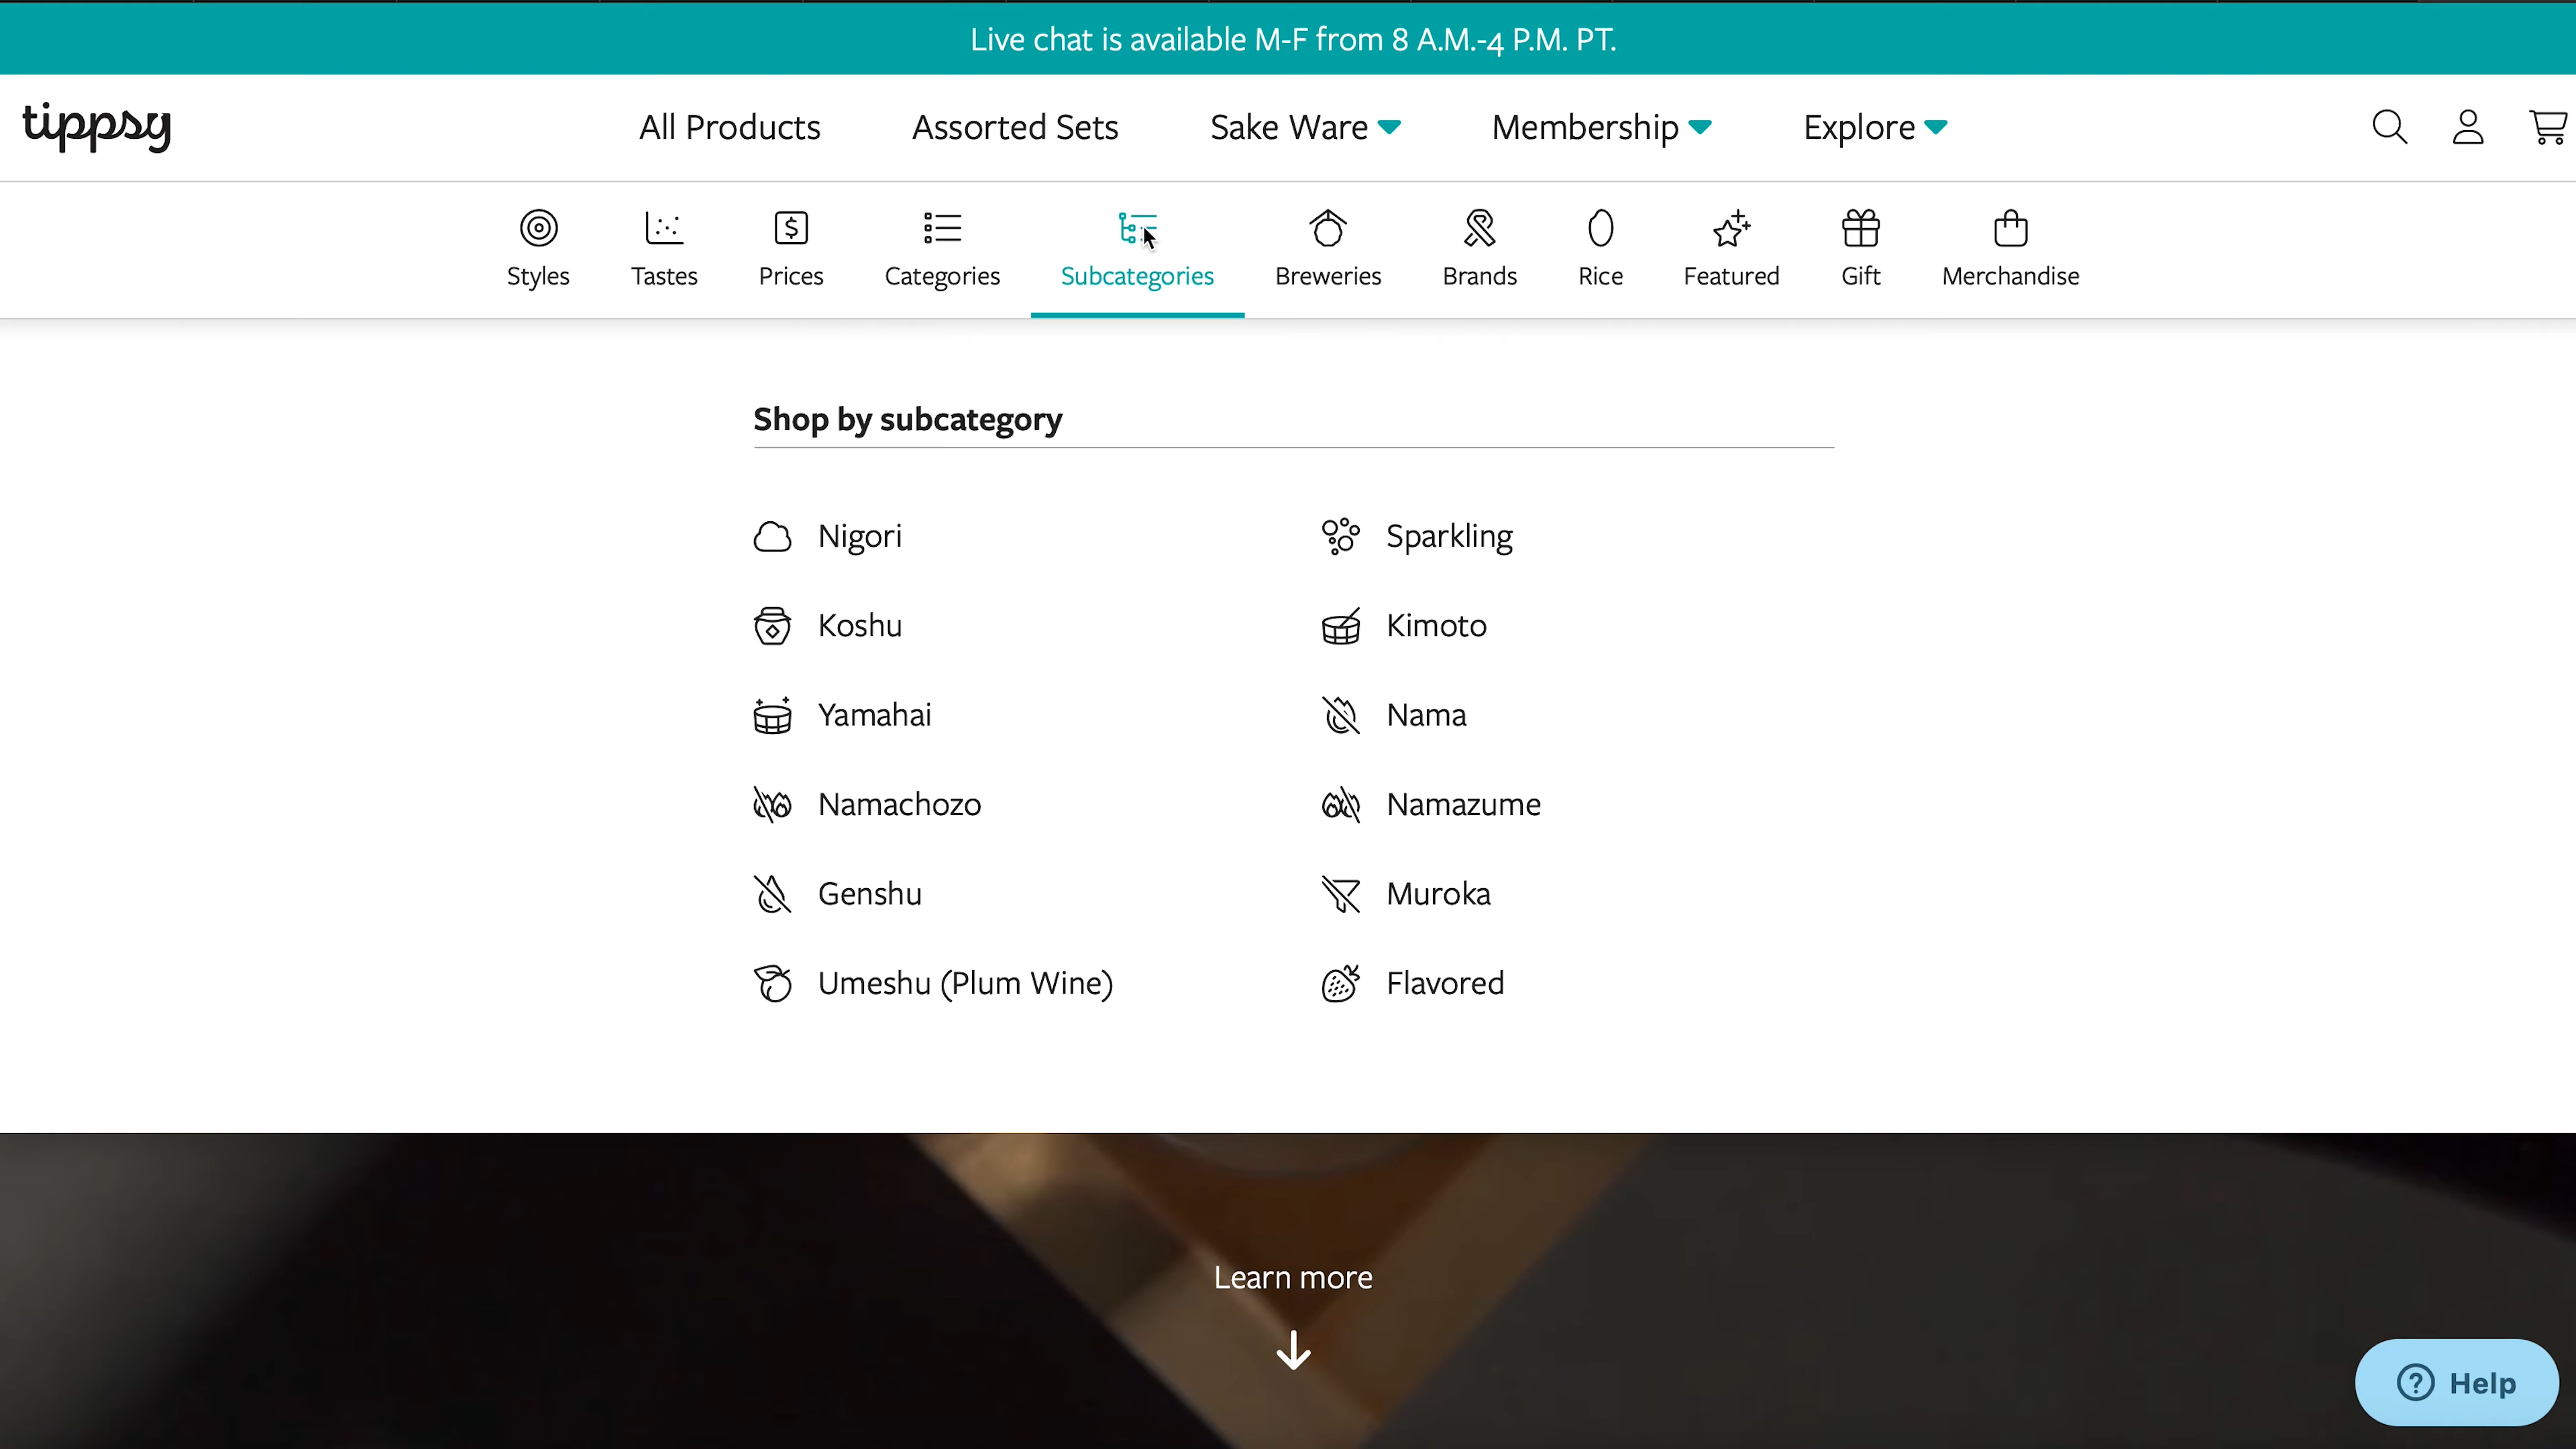 Live chat is available M-F from 8 A.M.-4 P.M. PT.
tippsy
All Products
Assorted Sets
Sake Ware
Membership
Explore
Styles
Tastes
Prices
Categories
Subcategories
Breweries
Brands
Rice
Featured
Gift
Merchandise
Shop by subcategory
Nigori
Sparkling
Koshu
Kimoto
Yamahai
Nama
Namachozo
Namazume
Genshu
Muroka
Umeshu (Plum Wine)
Flavored
Learn more
Help